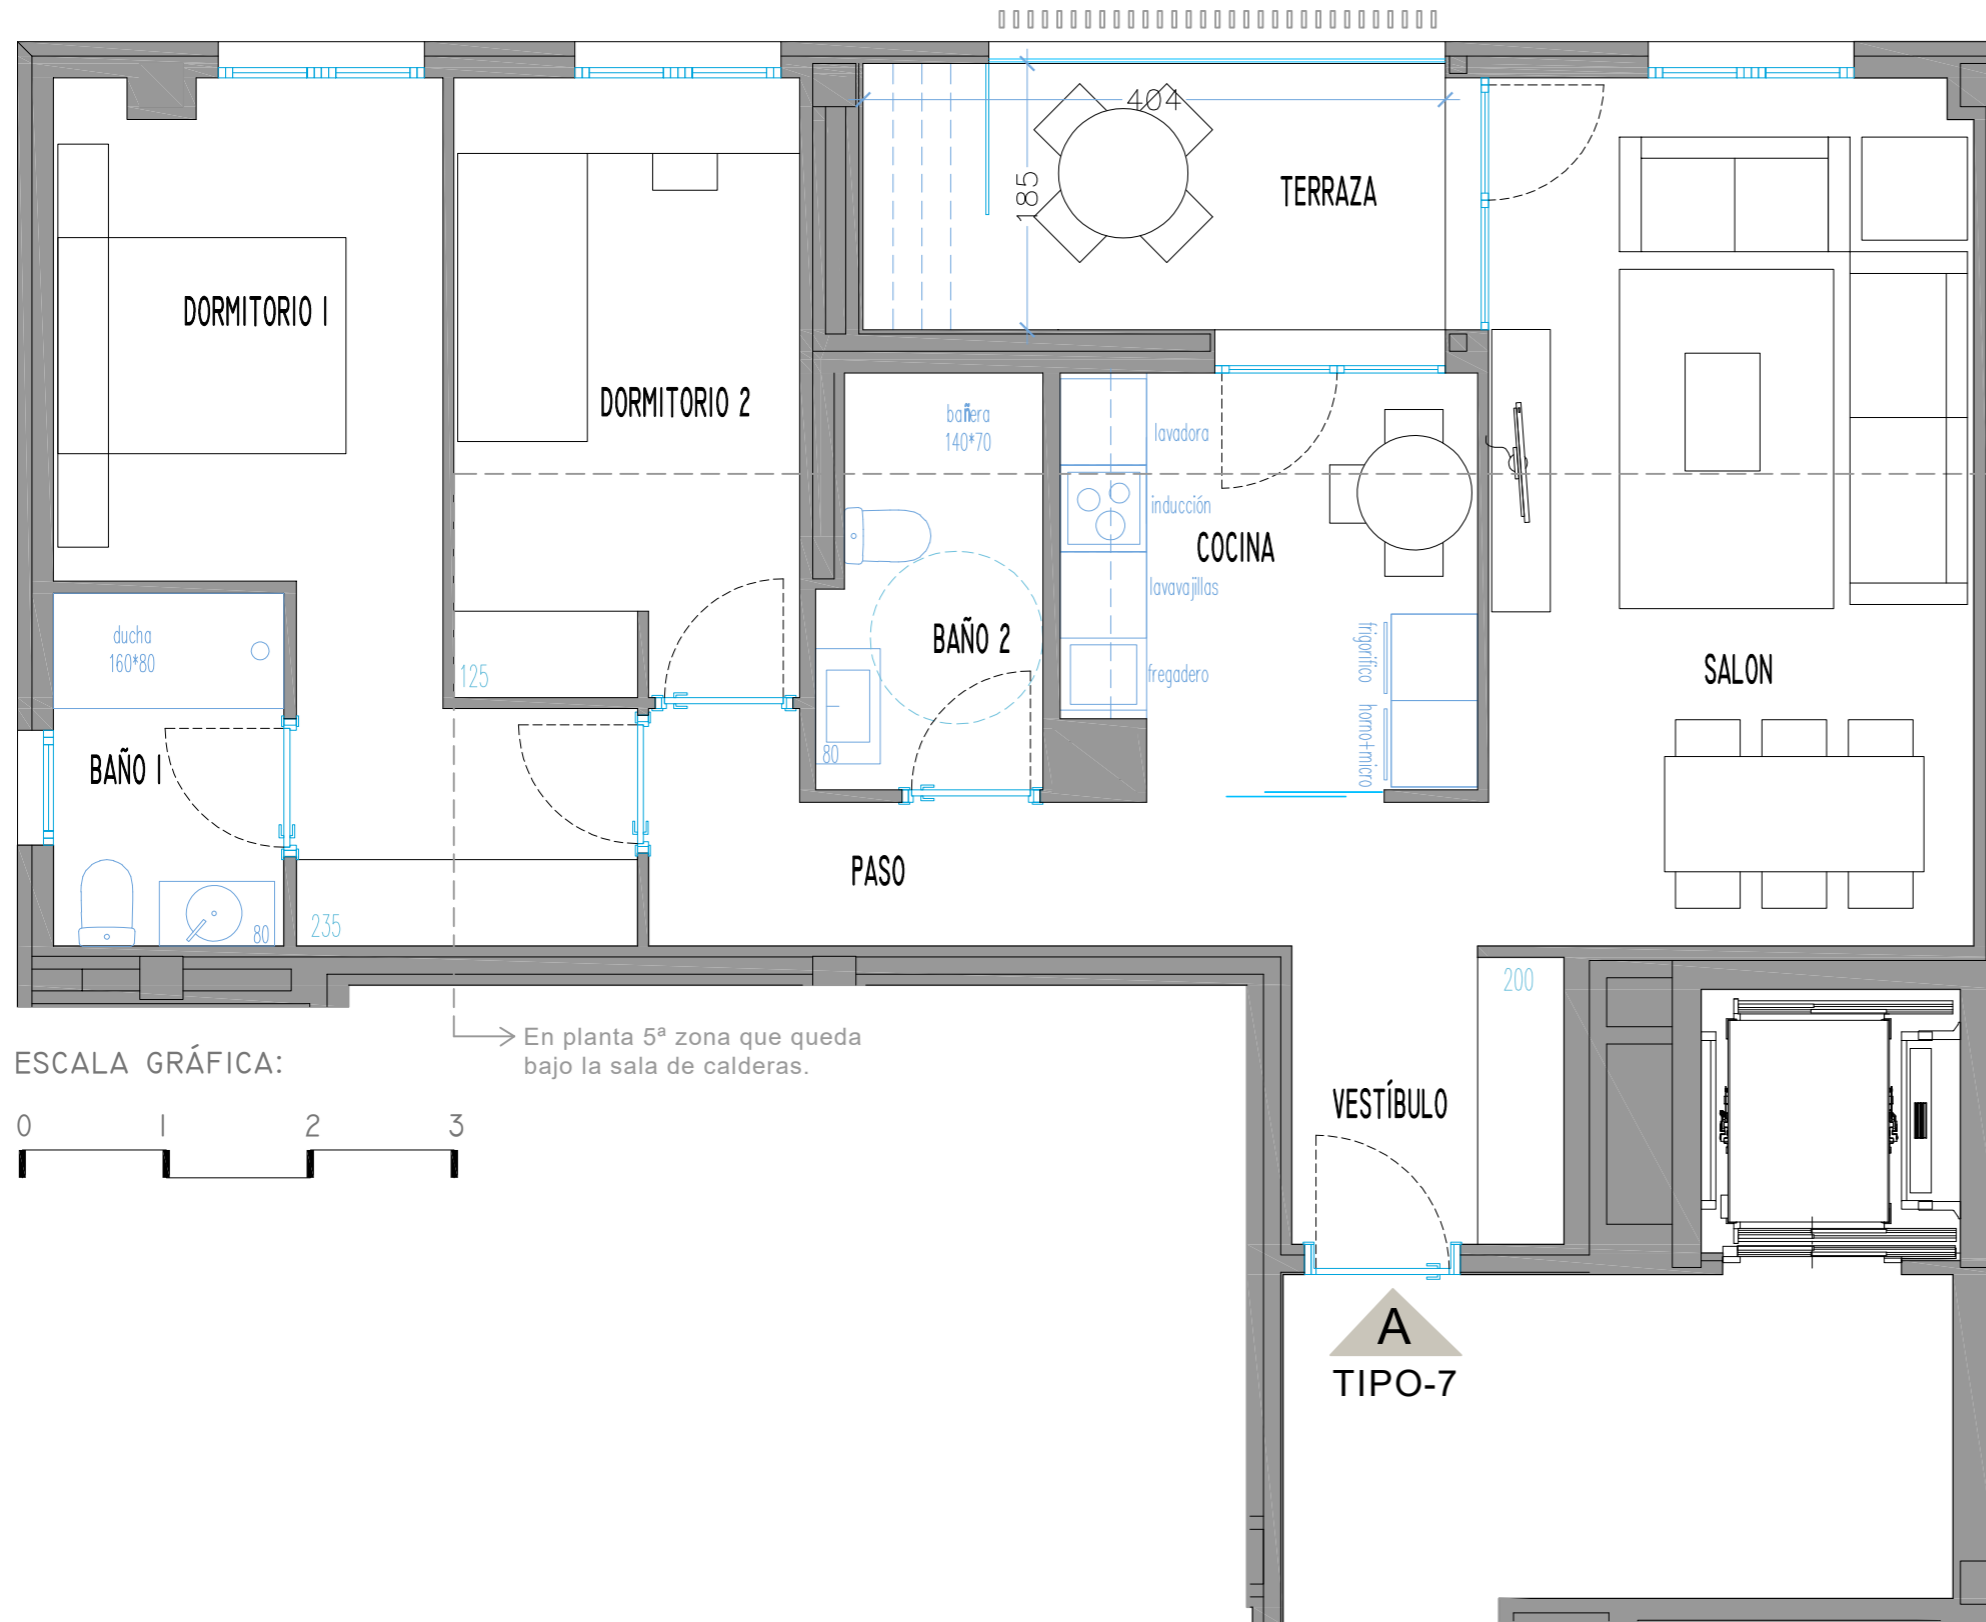 404
185
TERRAZA
DORMITORIO 1
DORMITORIO 2
bañera
140*70
lavadora
inducción
COCINA
lavavajillas
fregadero
frigorifico
horno+micro
ducha
160*80
125
BAÑO 2
80
SALON
BAÑO 1
80
235
PASO
200
En planta 5ª zona que queda
bajo la sala de calderas.
ESCALA GRÁFICA:
0 1 2 3
VESTÍBULO
A
TIPO-7